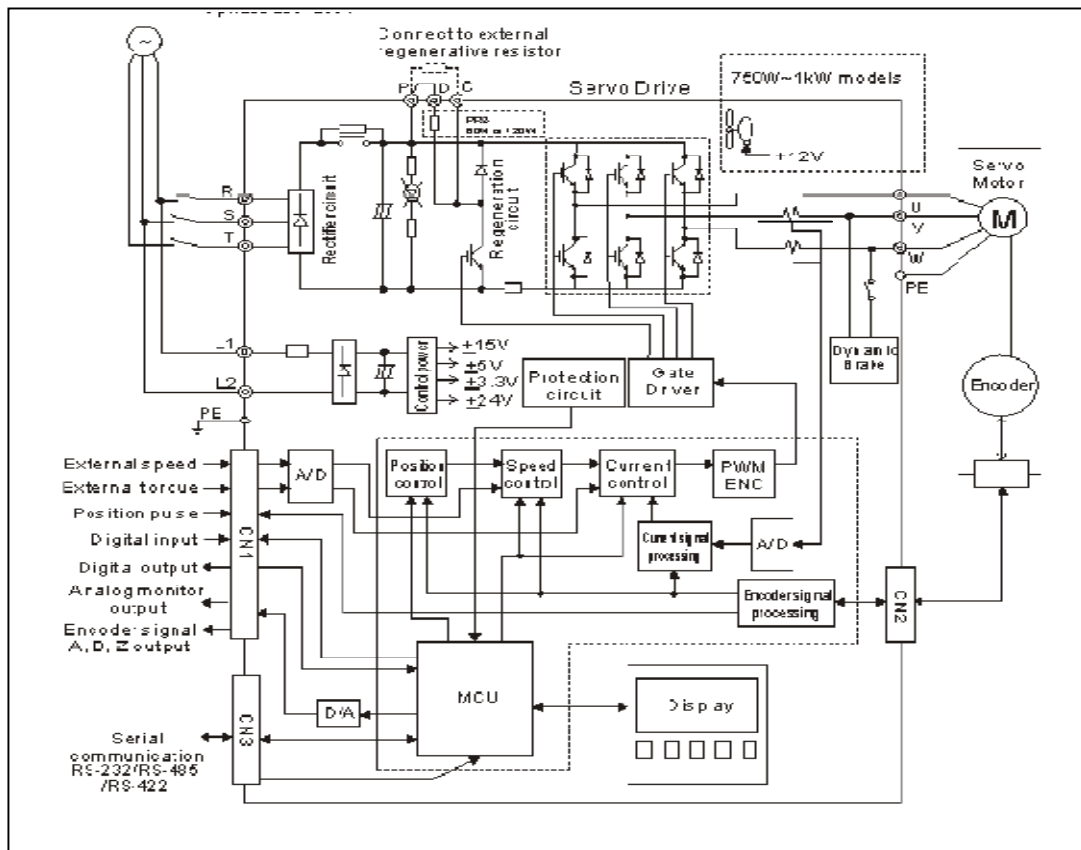 Connect to external
regenerative resistor
P
D
C
Servo Drive
750W~1kW models
+12V
Servo
Motor
R
S
T
Rectifier circuit
Regeneration
circuit
U
V
W
PE
M
L2
Control power
+15V
+5V
+3.3V
+24V
Protection
circuit
Gate
Driver
Dynamic
Brake
Encoder
PE
External speed
External torque
Position pulse
Digital input
Digital output
Analog monitor
output
Encoder signal
A, B, Z output
CN1
A/D
Position
control
Speed
control
Current
control
PWM
ENC
Current signal
processing
A/D
Encoder signal
processing
CN2
MCU
D/A
Display
CN3
Serial
communication
RS-232/RS-485
/RS-422